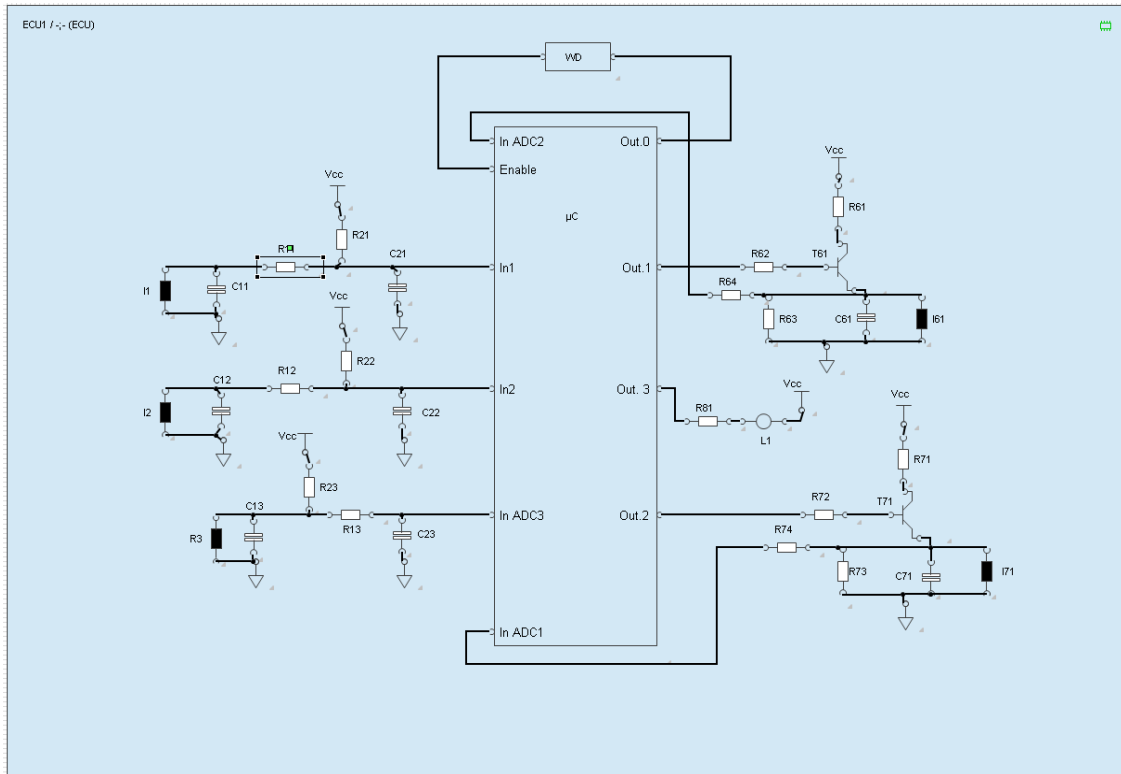 ECU1 / -;- (ECU)
WD
In ADC2
Out.0
Enable
Vcc
µC
Vcc
R61
R21
R11
C21
R62
T61
In1
Out.1
I1
C11
R64
Vcc
R63
C61
I61
R22
C12
R12
In2
Out. 3
Vcc
I2
C22
R81
L1
Vcc
Vcc
R71
R23
C13
R72
T71
In ADC3
Out.2
R3
R13
C23
R74
R73
C71
I71
In ADC1